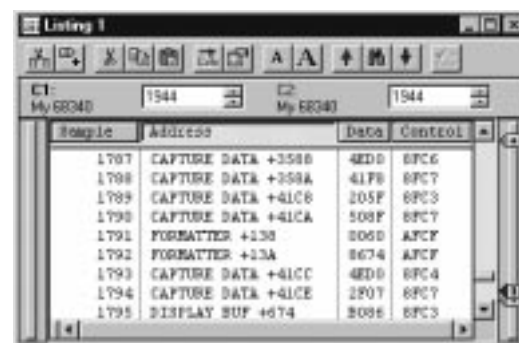 Listing 1
C1: 1944 C2: 1944
My 68340 My 68340
Sample Address Data Control
1787 CAPTURE DATA +3588 4ED0 8FC6
1788 CAPTURE DATA +358A 41F8 8FC7
1789 CAPTURE DATA +41C8 205F 8FC3
1790 CAPTURE DATA +41CA 508F 8FC7
1791 FORMATTER +138 0060 AFCF
1792 FORMATTER +13A 8674 AFCF
1793 CAPTURE DATA +41CC 4ED0 8FC4
1794 CAPTURE DATA +41CE 2F07 8FC7
1795 DISPLAY BUF +674 B086 8FC3